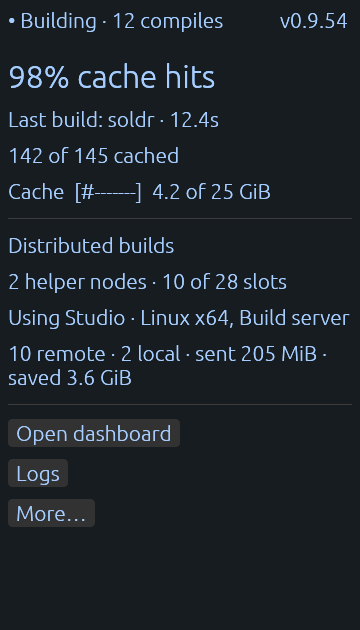 • Building · 12 compiles v0.9.54
98% cache hits
Last build: soldr · 12.4s
142 of 145 cached
Cache [#-------] 4.2 of 25 GiB
Distributed builds
2 helper nodes · 10 of 28 slots
Using Studio · Linux x64, Build server
10 remote · 2 local · sent 205 MiB ·
saved 3.6 GiB
Open dashboard
Logs
More…